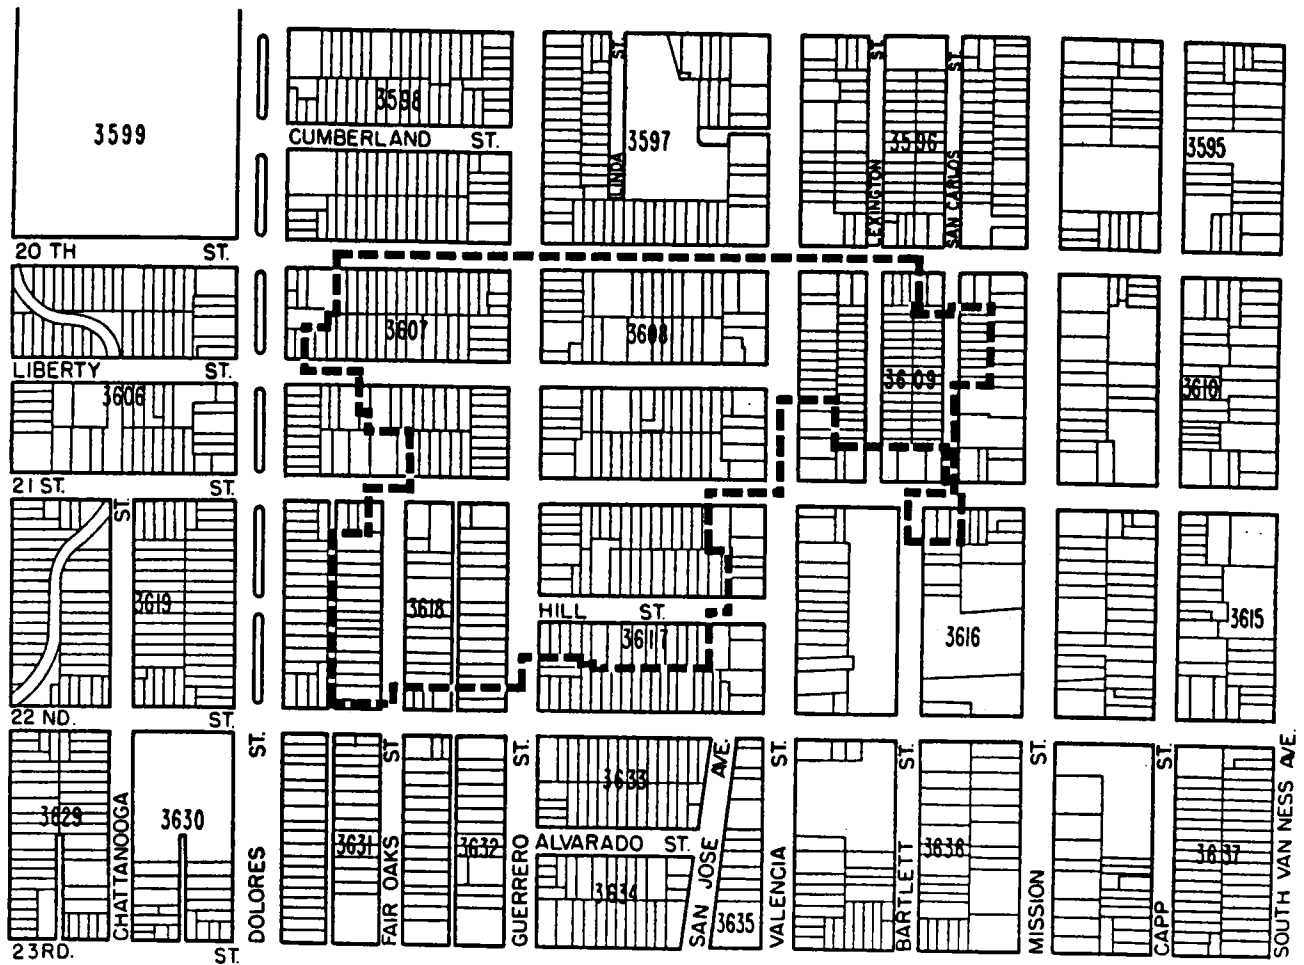 3599
3598
3597
3596
3595
CUMBERLAND ST.
LINDA ST.
LEXINGTON ST.
SAN CARLOS ST.
20 TH ST.
3607
3608
3609
3610
LIBERTY ST.
3606
21 ST. ST.
ST.
3619
3618
HILL ST.
3617
3616
3615
22 ND. ST.
3629
3630
3631
3632
3633
ALVARADO ST.
3634
3635
3636
3637
CHATTANOOGA
DOLORES ST.
FAIR OAKS ST
GUERRERO ST.
SAN JOSE AVE.
VALENCIA ST.
BARTLETT ST.
MISSION ST.
CAPP ST.
SOUTH VAN NESS AVE.
23RD. ST.